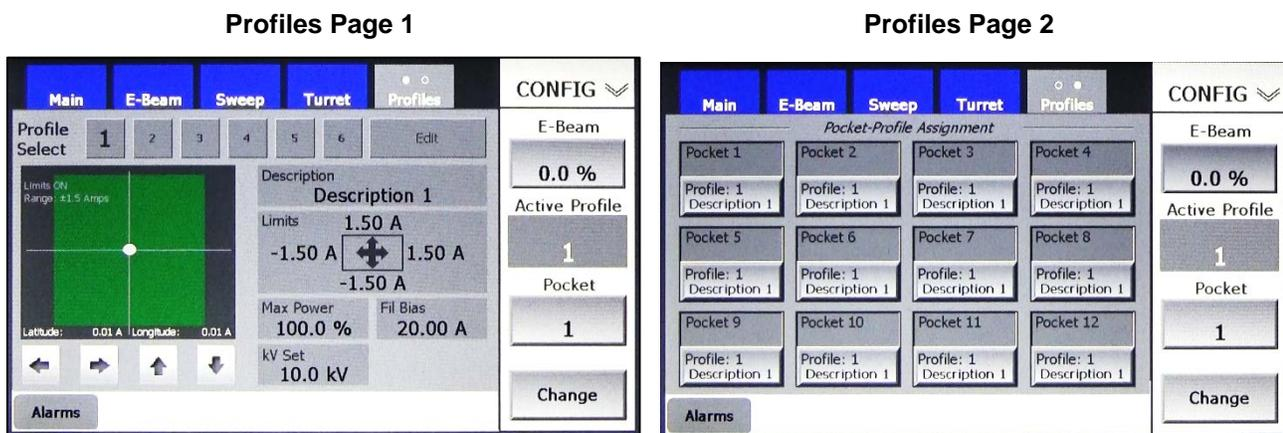 Profiles Page 1
Main E-Beam Sweep Turret Profiles
CONFIG
Profile Select 1 2 3 4 5 6 Edit
Limits ON
Range: ±1.5 Amps
Latitude: 0.01 A Longitude: 0.01 A
Description
Description 1
Limits
1.50 A
-1.50 A 1.50 A
-1.50 A
Max Power
100.0 %
Fil Bias
20.00 A
kV Set
10.0 kV
E-Beam
0.0 %
Active Profile
1
Pocket
1
Change
Alarms
Profiles Page 2
Main E-Beam Sweep Turret Profiles
CONFIG
Pocket-Profile Assignment
Pocket 1 Pocket 2 Pocket 3 Pocket 4
Profile: 1 Profile: 1 Profile: 1 Profile: 1
Description 1 Description 1 Description 1 Description 1
Pocket 5 Pocket 6 Pocket 7 Pocket 8
Profile: 1 Profile: 1 Profile: 1 Profile: 1
Description 1 Description 1 Description 1 Description 1
Pocket 9 Pocket 10 Pocket 11 Pocket 12
Profile: 1 Profile: 1 Profile: 1 Profile: 1
Description 1 Description 1 Description 1 Description 1
E-Beam
0.0 %
Active Profile
1
Pocket
1
Change
Alarms